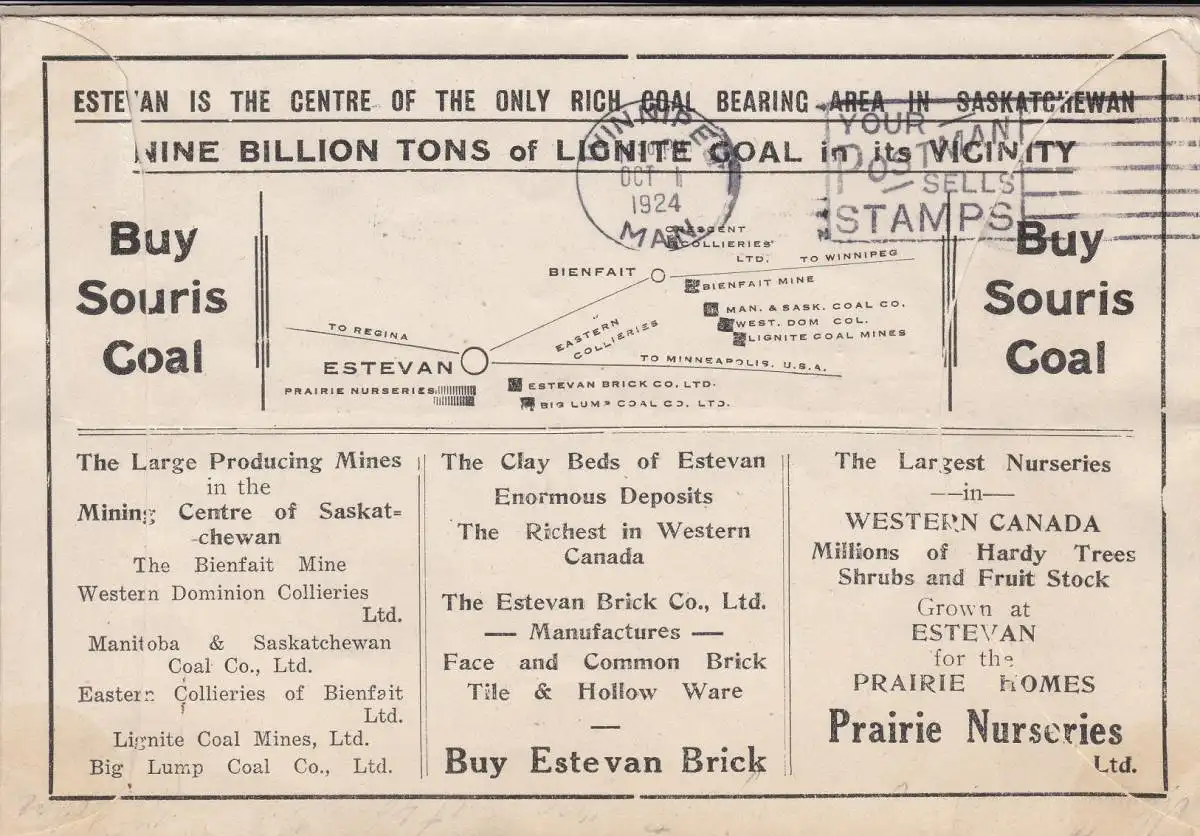 ESTEVAN IS THE CENTRE OF THE ONLY RICH COAL BEARING AREA IN SASKATCHEWAN
NINE BILLION TONS of LIGNITE COAL in its VICINITY
WINNIPEG
OCT 1
1924
MAN
YOUR
POSTMAN
SELLS
STAMPS
Buy
Souris
Coal
CRESCENT
COLLIERIES'
LTD.
TO WINNIPEG
BIENFAIT
BIENFAIT MINE
MAN. & SASK. COAL CO.
WEST. DOM COL.
LIGNITE COAL MINES
EASTERN
COLLIERIES
TO REGINA
ESTEVAN
TO MINNEAPOLIS, U.S.A.
PRAIRIE NURSERIES
ESTEVAN BRICK CO. LTD.
BIG LUMP COAL CO. LTD.
Buy
Souris
Coal
The Large Producing Mines
in the
Mining Centre of Saskat=
-chewan
The Bienfait Mine
Western Dominion Collieries
Ltd.
Manitoba & Saskatchewan
Coal Co., Ltd.
Eastern Collieries of Bienfait
Ltd.
Lignite Coal Mines, Ltd.
Big Lump Coal Co., Ltd.
The Clay Beds of Estevan
Enormous Deposits
The Richest in Western
Canada
The Estevan Brick Co., Ltd.
— Manufactures —
Face and Common Brick
Tile & Hollow Ware
—
Buy Estevan Brick
The Largest Nurseries
—in—
WESTERN CANADA
Millions of Hardy Trees
Shrubs and Fruit Stock
Grown at
ESTEVAN
for the
PRAIRIE HOMES
Prairie Nurseries
Ltd.